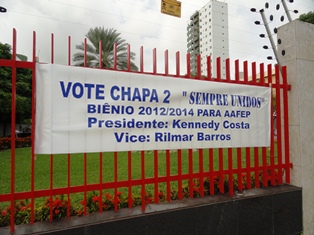 VOTE CHAPA 2 "SEMPRE UNIDOS"
BIÊNIO 2012/2014 PARA AAFEP
Presidente: Kennedy Costa
Vice: Rilmar Barros